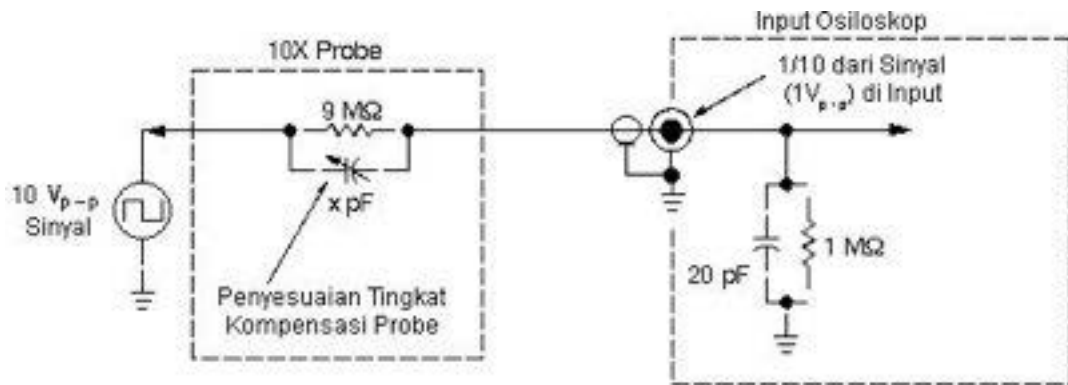 Input Osiloskop
10X Probe
1/10 dari Sinyal
(1Vp-p) di Input
9 MΩ
10 Vp-p
Sinyal
x pF
1 MΩ
20 pF
Penyesuaian Tingkat
Kompensasi Probe